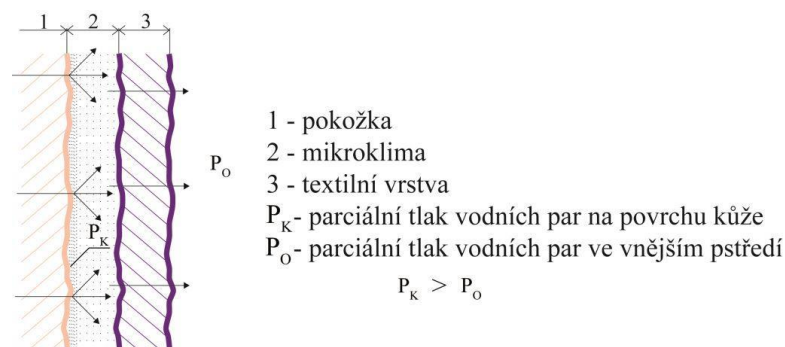 1 2 3
P_O
P_K
1 - pokožka
2 - mikroklima
3 - textilní vrstva
P_K- parciální tlak vodních par na povrchu kůže
P_O- parciální tlak vodních par ve vnějším pstředí
P_K > P_O